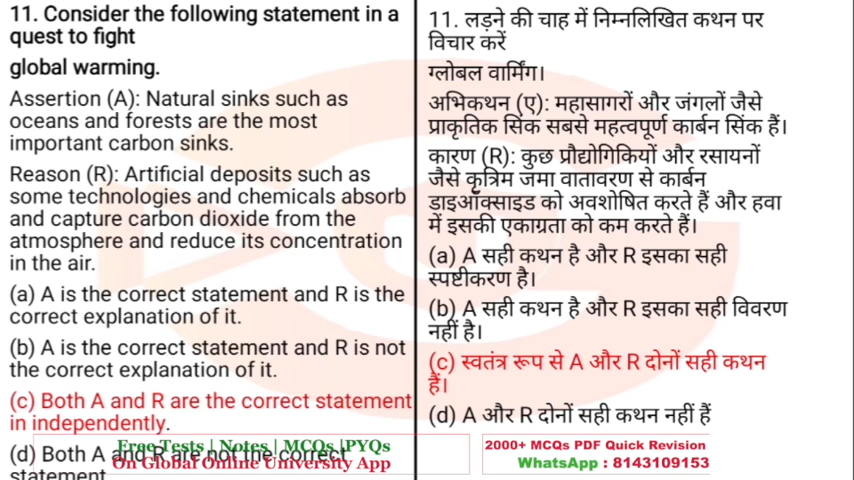 11. Consider the following statement in a
quest to fight
global warming.
Assertion (A): Natural sinks such as
oceans and forests are the most
important carbon sinks.
Reason (R): Artificial deposits such as
some technologies and chemicals absorb
and capture carbon dioxide from the
atmosphere and reduce its concentration
in the air.
(a) A is the correct statement and R is the
correct explanation of it.
(b) A is the correct statement and R is not
the correct explanation of it.
(c) Both A and R are the correct statement
in independently.
(d) Both A and R are not the correct
statement
11. लड़ने की चाह में निम्नलिखित कथन पर
विचार करें
ग्लोबल वार्मिंग।
अभिकथन (ए): महासागरों और जंगलों जैसे
प्राकृतिक सिंक सबसे महत्वपूर्ण कार्बन सिंक हैं।
कारण (R): कुछ प्रौद्योगिकियों और रसायनों
जैसे कृत्रिम जमा वातावरण से कार्बन
डाइऑक्साइड को अवशोषित करते हैं और हवा
में इसकी एकाग्रता को कम करते हैं।
(a) A सही कथन है और R इसका सही
स्पष्टीकरण है।
(b) A सही कथन है और R इसका सही विवरण
नहीं है।
(c) स्वतंत्र रूप से A और R दोनों सही कथन
हैं।
(d) A और R दोनों सही कथन नहीं हैं
Free Tests | Notes | MCQs |PYQs
On Global Online University App
2000+ MCQs PDF Quick Revision
WhatsApp : 8143109153